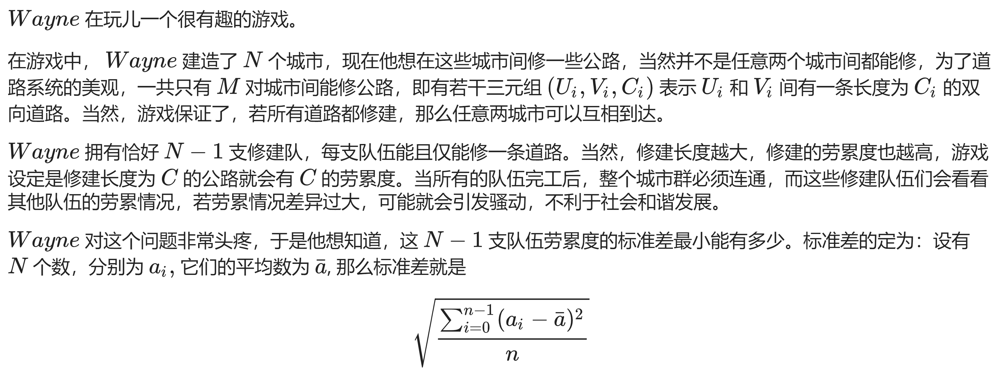 Wayne 在玩儿一个很有趣的游戏。
在游戏中，Wayne 建造了 N 个城市，现在他想在这些城市间修一些公路，当然并不是任意两个城市间都能修，为了道
路系统的美观，一共只有 M 对城市间能修公路，即有若干三元组 (U_i, V_i, C_i) 表示 U_i 和 V_i 间有一条长度为 C_i 的双
向道路。当然，游戏保证了，若所有道路都修建，那么任意两城市可以互相到达。
Wayne 拥有恰好 N − 1 支修建队，每支队伍能且仅能修一条道路。当然，修建长度越大，修建的劳累度也越高，游戏
设定是修建长度为 C 的公路就会有 C 的劳累度。当所有的队伍完工后，整个城市群必须连通，而这些修建队伍们会看看
其他队伍的劳累情况，若劳累情况差异过大，可能就会引发骚动，不利于社会和谐发展。
Wayne 对这个问题非常头疼，于是他想知道，这 N − 1 支队伍劳累度的标准差最小能有多少。标准差的定为：设有
N 个数，分别为 a_i, 它们的平均数为 ā, 那么标准差就是
\sqrt{\frac{\sum_{i=0}^{n-1}(a_i - \bar{a})^2}{n}}